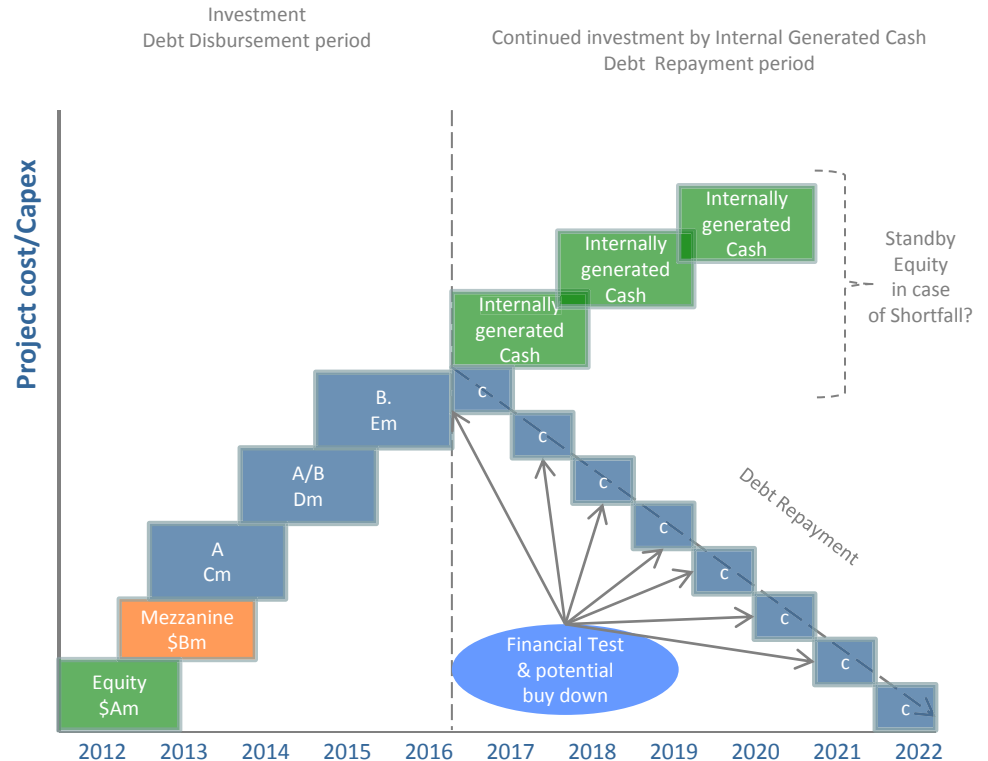 Investment
Debt Disbursement period
Continued investment by Internal Generated Cash
Debt Repayment period
Project cost/Capex
Internally
generated
Cash
Internally
generated
Cash
Internally
generated
Cash
Standby
Equity
in case
of Shortfall?
B.
Em
A/B
Dm
A
Cm
Mezzanine
$Bm
Equity
$Am
C
C
C
C
C
C
C
C
Debt Repayment
Financial Test
& potential
buy down
2012 2013 2014 2015 2016 2017 2018 2019 2020 2021 2022